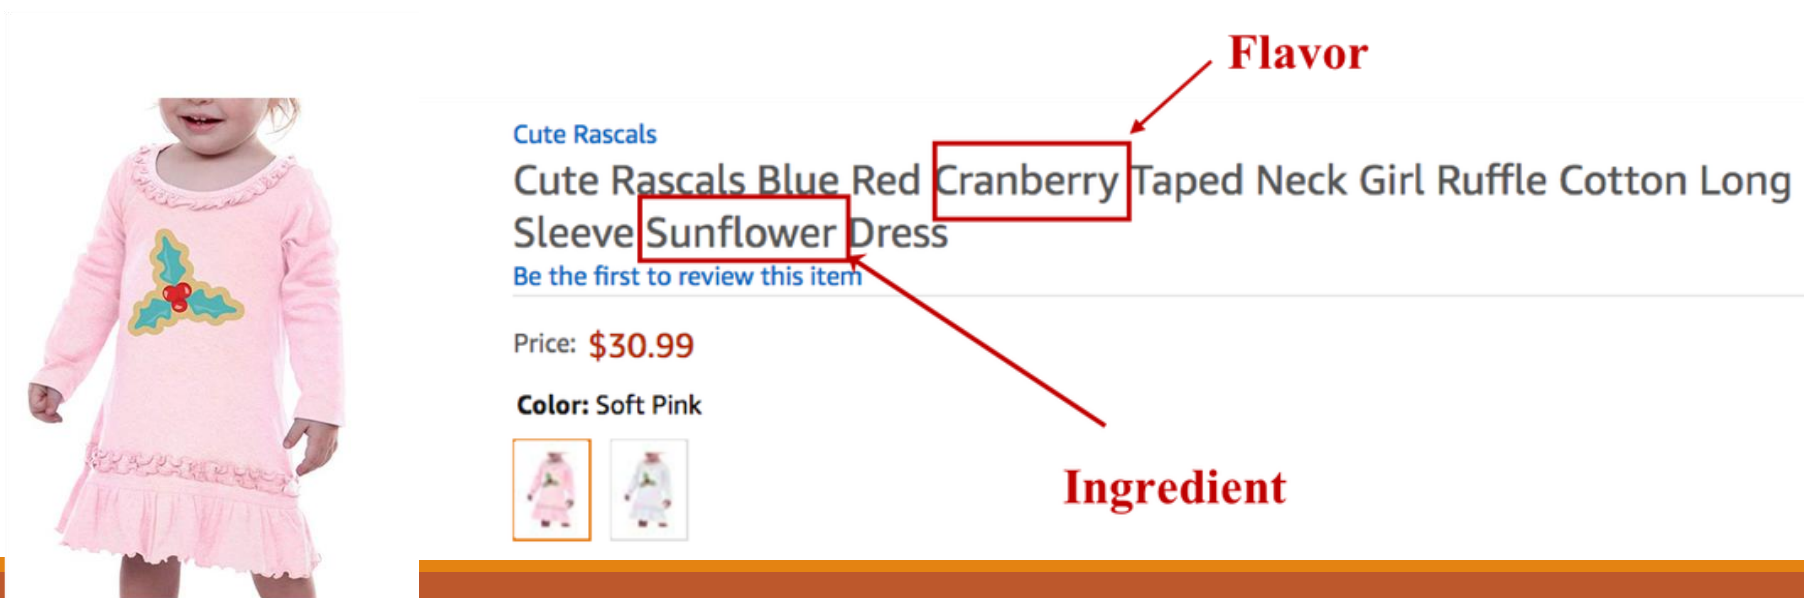 Flavor
Cute Rascals
Cute Rascals Blue Red Cranberry Taped Neck Girl Ruffle Cotton Long
Sleeve Sunflower Dress
Be the first to review this item
Price: $30.99
Color: Soft Pink
Ingredient